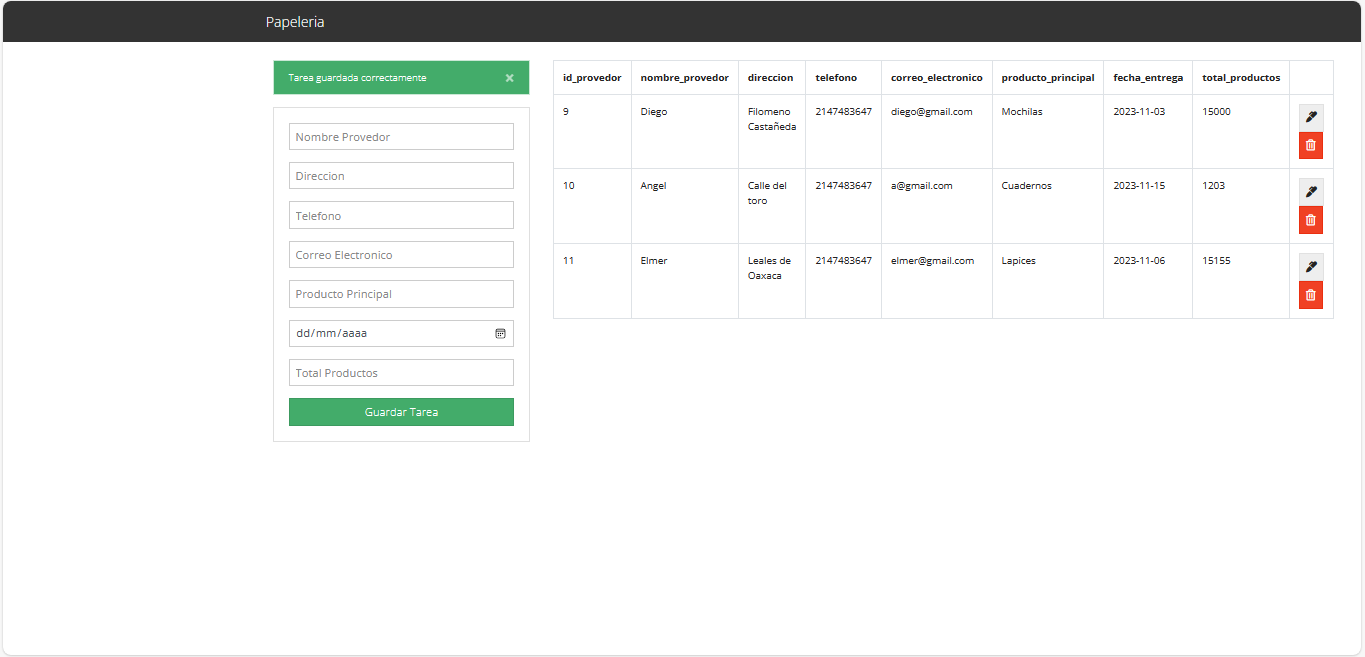 Papeleria
Tarea guardada correctamente ×
Nombre Provedor
Direccion
Telefono
Correo Electronico
Producto Principal
dd/mm/aaaa
Total Productos
Guardar Tarea
id_provedor nombre_provedor direccion telefono correo_electronico producto_principal fecha_entrega total_productos
9 Diego Filomeno 2147483647 diego@gmail.com Mochilas 2023-11-03 15000
Castañeda
10 Angel Calle del 2147483647 a@gmail.com Cuadernos 2023-11-15 1203
toro
11 Elmer Leales de 2147483647 elmer@gmail.com Lapices 2023-11-06 15155
Oaxaca